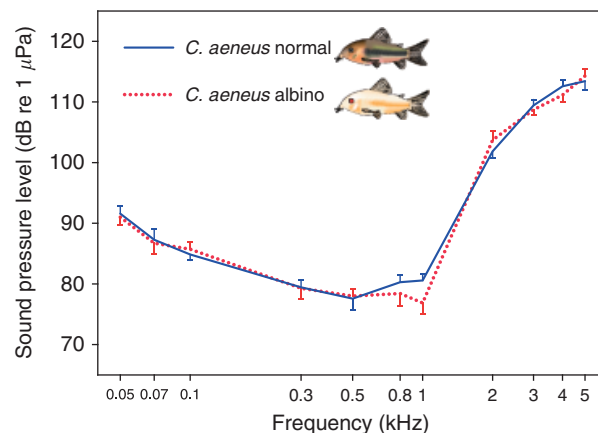 120
110
100
90
80
70
Sound pressure level (dB re 1 μPa)
C. aeneus normal
C. aeneus albino
0.05 0.07 0.1 0.3 0.5 0.8 1 2 3 4 5
Frequency (kHz)